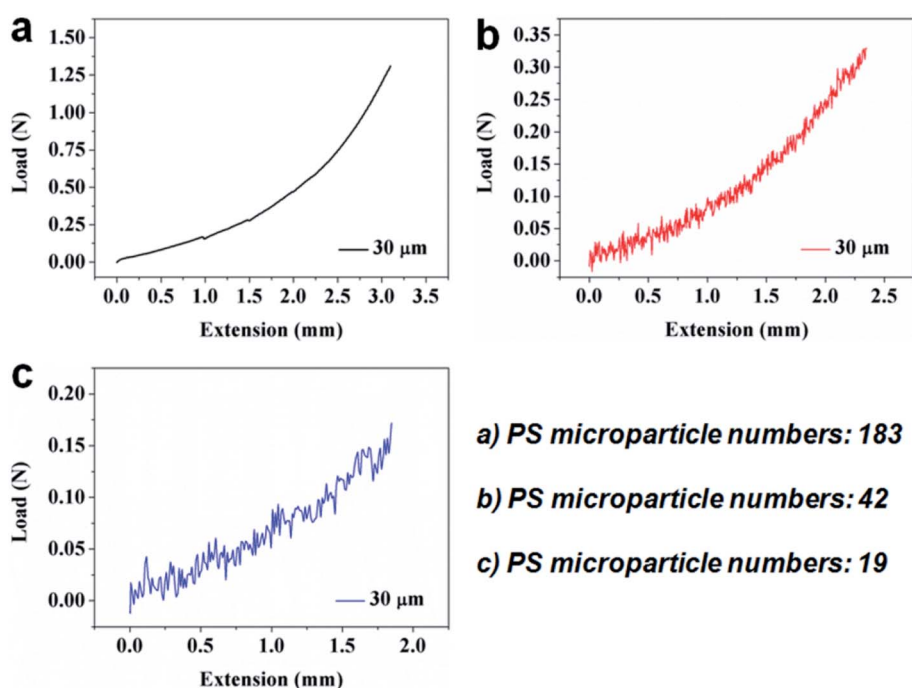 a
1.50
1.25
1.00
0.75
0.50
0.25
0.00
Load (N)
30 μm
0.0 0.5 1.0 1.5 2.0 2.5 3.0 3.5
Extension (mm)
b
0.35
0.30
0.25
0.20
0.15
0.10
0.05
0.00
Load (N)
30 μm
0.0 0.5 1.0 1.5 2.0 2.5
Extension (mm)
c
0.20
0.15
0.10
0.05
0.00
Load (N)
30 μm
0.0 0.5 1.0 1.5 2.0
Extension (mm)
a) PS microparticle numbers: 183
b) PS microparticle numbers: 42
c) PS microparticle numbers: 19